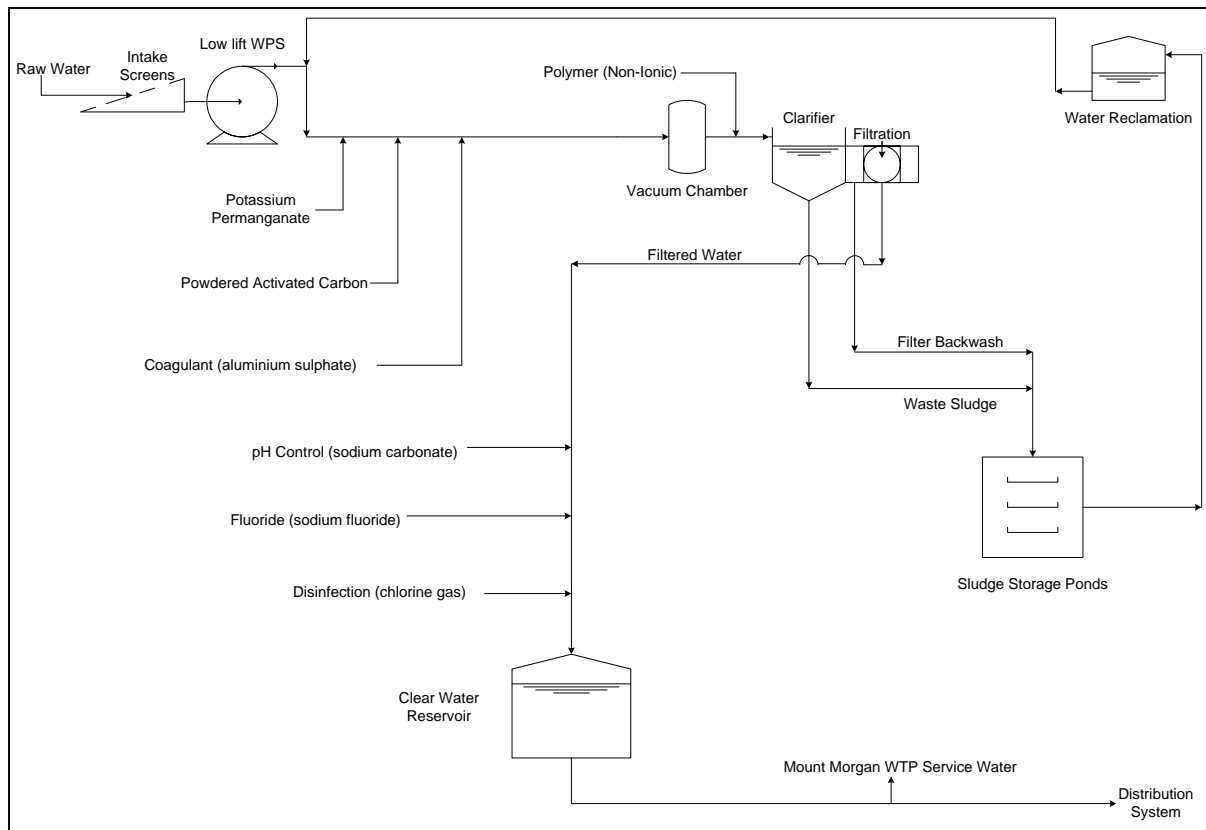 Low lift WPS
Intake
Screens
Raw Water
Polymer (Non-Ionic)
Water Reclamation
Clarifier
Filtration
Vacuum Chamber
Potassium
Permanganate
Filtered Water
Powdered Activated Carbon
Filter Backwash
Coagulant (aluminium sulphate)
Waste Sludge
pH Control (sodium carbonate)
Fluoride (sodium fluoride)
Disinfection (chlorine gas)
Sludge Storage Ponds
Clear Water
Reservoir
Mount Morgan WTP Service Water
Distribution
System